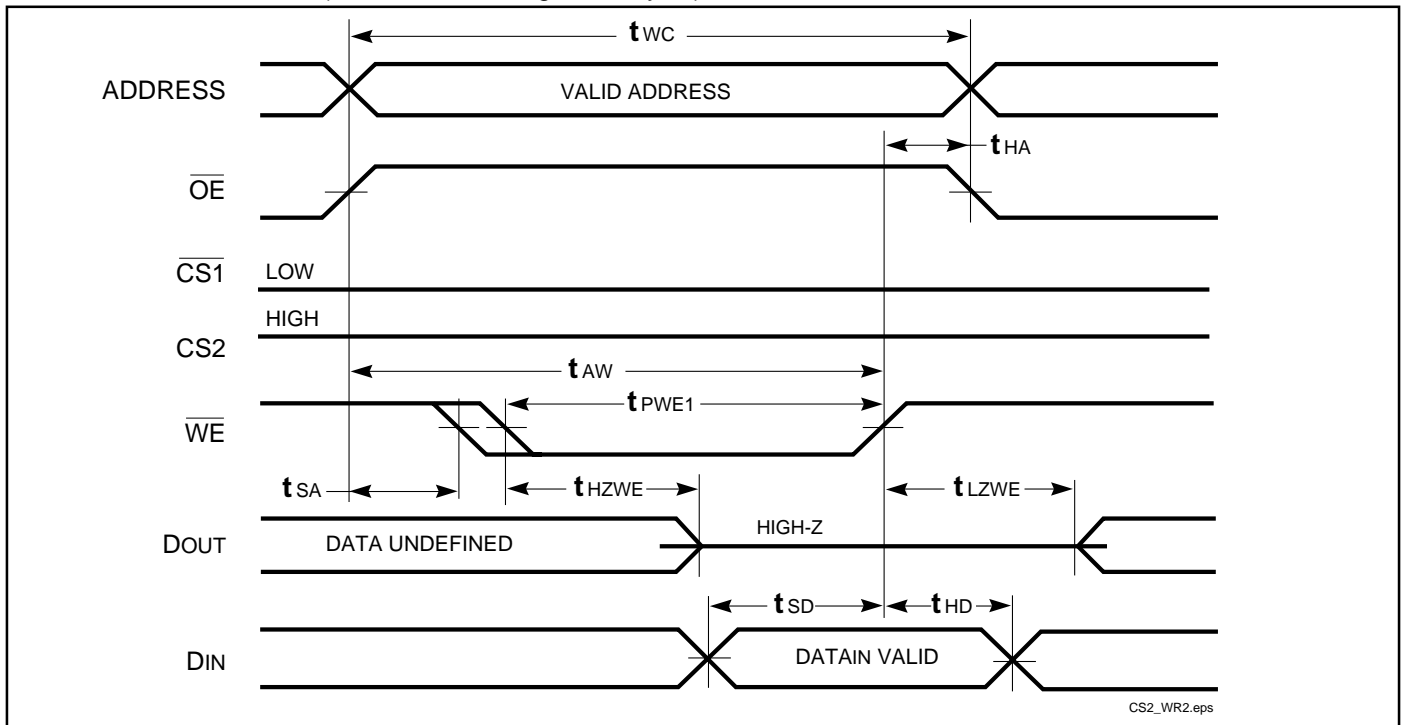 tWC
ADDRESS
VALID ADDRESS
tHA
OE
CS1
LOW
HIGH
CS2
tAW
tPWE1
WE
tSA
tHZWE
tLZWE
DOUT
DATA UNDEFINED
HIGH-Z
tSD
tHD
DIN
DATAIN VALID
CS2_WR2.eps